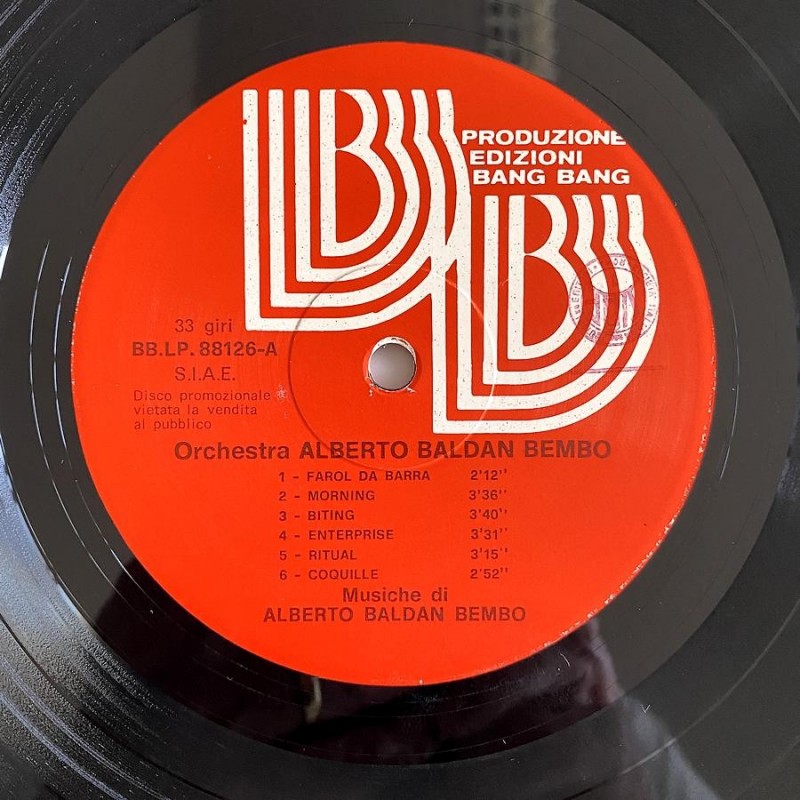 BB
PRODUZIONE
EDIZIONI
BANG BANG
33 giri
BB.LP. 88126-A
S.I.A.E.
Disco promozionale
vietata la vendita
al pubblico
Orchestra ALBERTO BALDAN BEMBO
1 - FAROL DA BARRA 2'12''
2 - MORNING 3'36''
3 - BITING 3'40''
4 - ENTERPRISE 3'31''
5 - RITUAL 3'15''
6 - COQUILLE 2'52''
Musiche di
ALBERTO BALDAN BEMBO